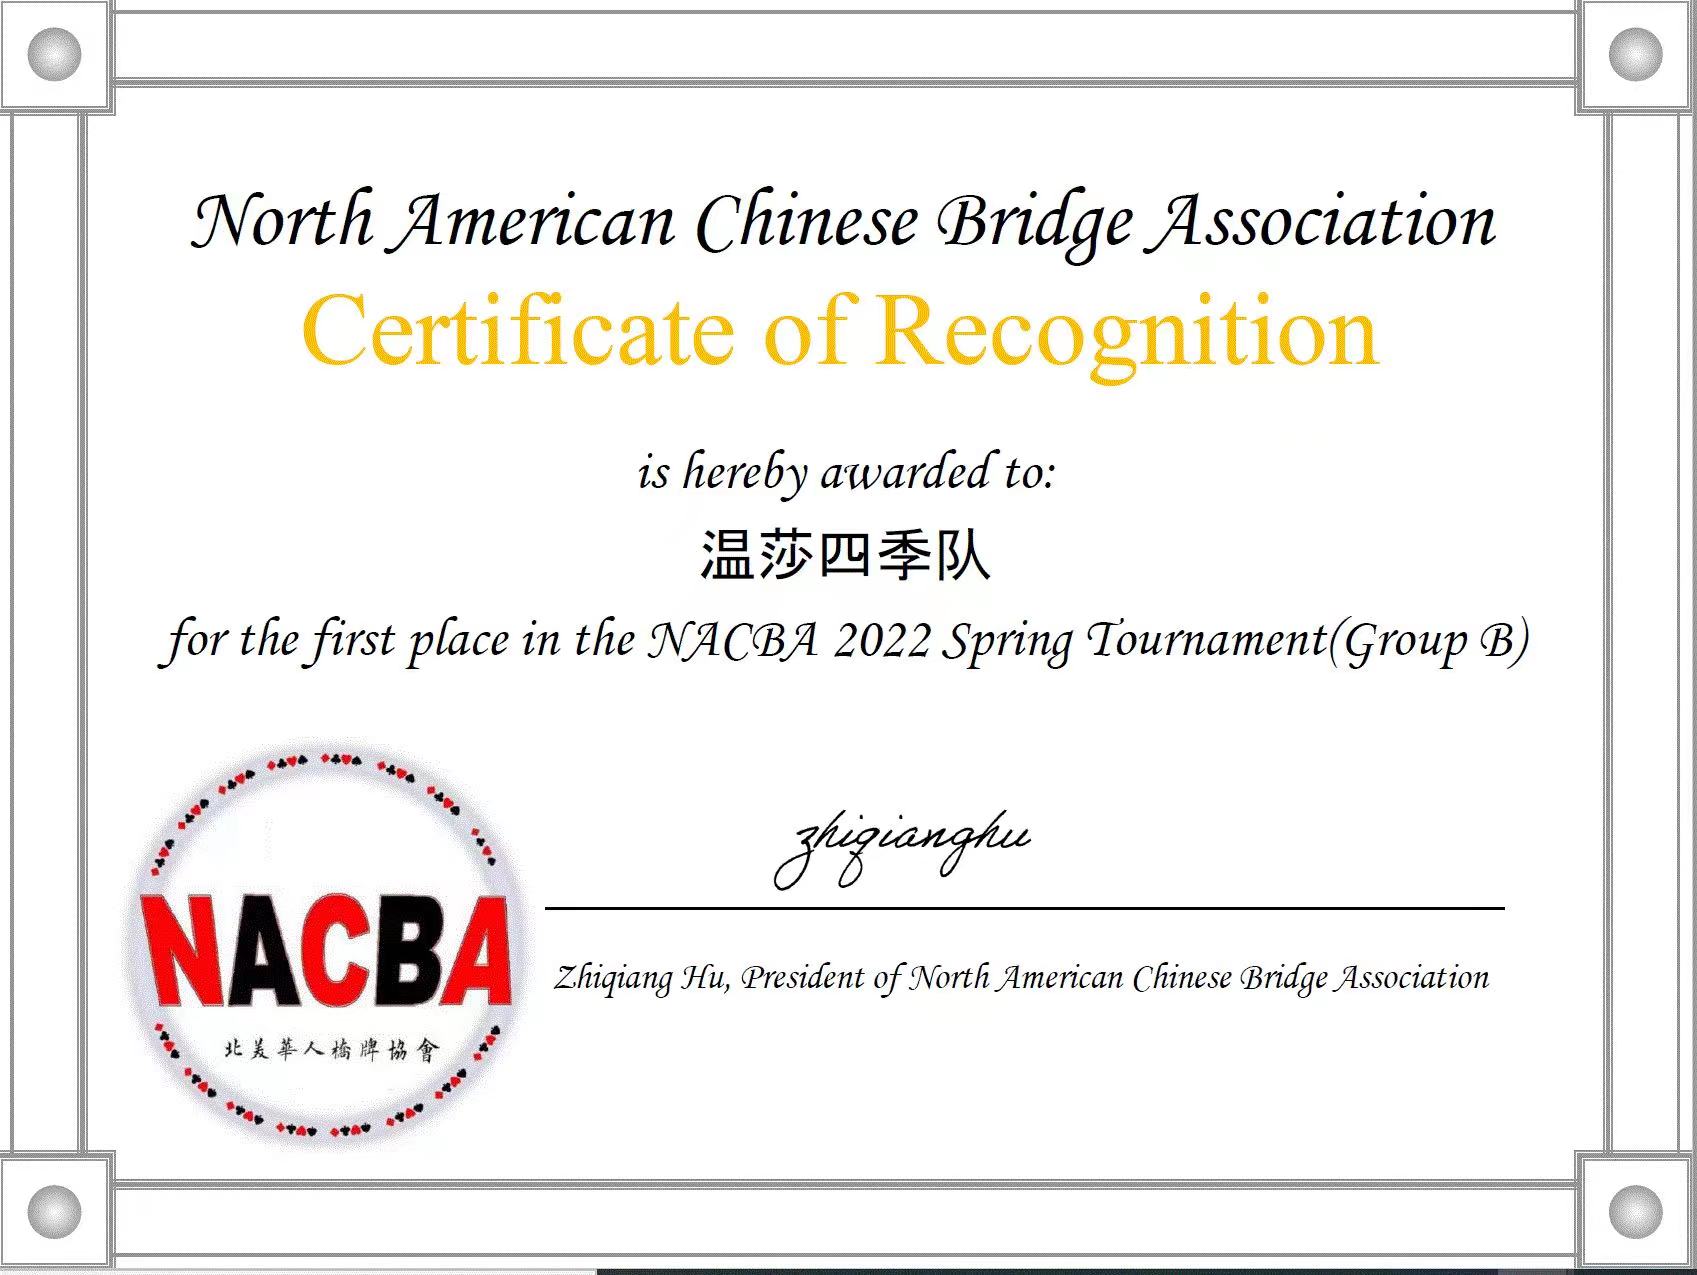 North American Chinese Bridge Association
Certificate of Recognition
is hereby awarded to:
温莎四季队
for the first place in the NACBA 2022 Spring Tournament(Group B)
zhiqianghu
NACBA
北美華人橋牌協會
Zhiqiang Hu, President of North American Chinese Bridge Association